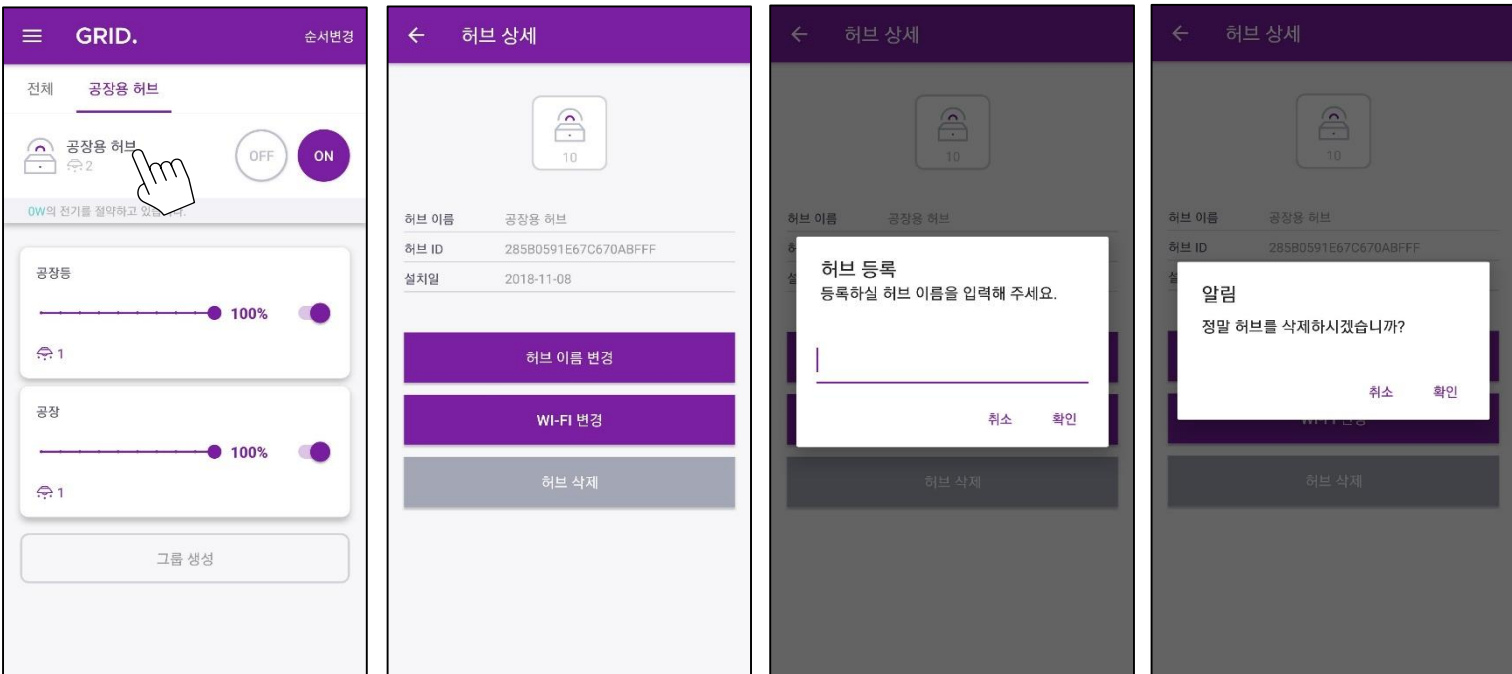 GRID.
순서변경
전체
공장용 허브
공장용 허브
2
OFF
ON
0W의 전기를 절약하고 있습니다.
공장등
100%
1
공장
100%
1
그룹 생성
허브 상세
10
허브 이름 공장용 허브
허브 ID 285B0591E67C670ABFFF
설치일 2018-11-08
허브 이름 변경
WI-FI 변경
허브 삭제
허브 상세
10
허브 이름 공장용 허브
허브 등록
등록하실 허브 이름을 입력해 주세요.
취소 확인
허브 삭제
허브 상세
10
허브 이름 공장용 허브
허브 ID 285B0591E67C670ABFFF
알림
정말 허브를 삭제하시겠습니까?
취소 확인
WI-FI 변경
허브 삭제